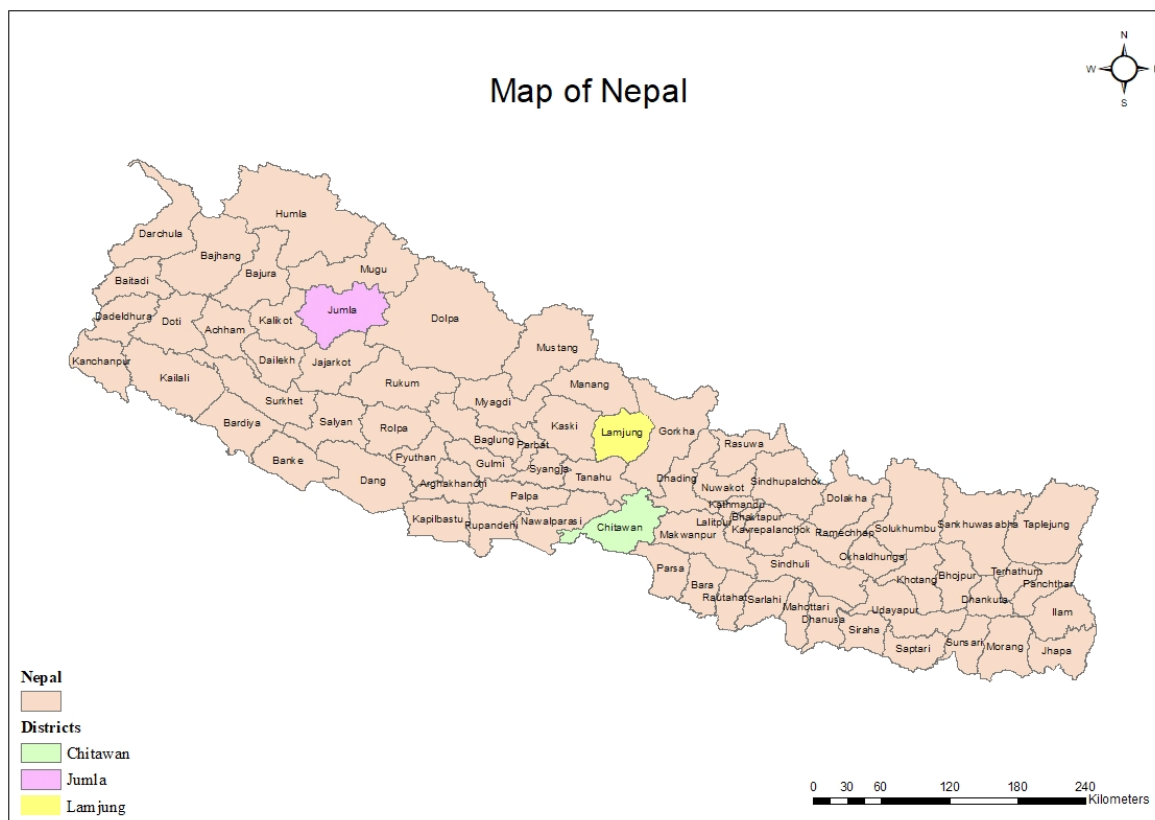 N
W
S
Map of Nepal
Humla
Darchula
Bajhang
Mugu
Bajura
Baitadi
Jumla
Dadeldhura
Doti
Achham
Kalikot
Dolpa
Mustang
Kanchanpur
Kailali
Dailekh
Jajarkot
Rukum
Manang
Surkhet
Myagdi
Bardiya
Salyan
Rolpa
Kaski
Lamjung
Gorkha
Baglung
Parbat
Rasuwa
Banke
Pyuthan
Gulmi
Syangja
Tanahu
Dhading
Dang
Arghakhanchi
Nuwakot
Sindhupalchok
Palpa
Dolakha
Kathmandu
Kapilbastu
Rupandehi
Nawalparasi
Chitawan
Lalitpur
Bhaktapur
Kavrepalanchok
Ramechhap
Solukhumbu
Sankhuwasabha
Taplejung
Makwanpur
Okhaldhunga
Parsa
Sindhuli
Khotang
Bhojpur
Terhathum
Panchthar
Bara
Rautahat
Sarlahi
Mahottari
Dhanusa
Udayapur
Dhankuta
Ilam
Siraha
Saptari
Sunsari
Morang
Jhapa
Nepal
Districts
Chitawan
Jumla
Lamjung
0 30 60 120 180 240
Kilometers